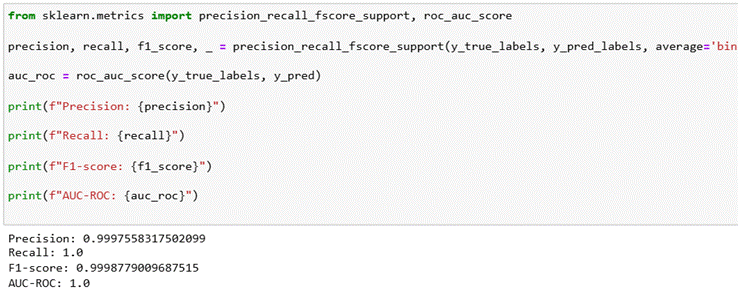 from sklearn.metrics import precision_recall_fscore_support, roc_auc_score
precision, recall, f1_score, _ = precision_recall_fscore_support(y_true_labels, y_pred_labels, average='bin
auc_roc = roc_auc_score(y_true_labels, y_pred)
print(f"Precision: {precision}")
print(f"Recall: {recall}")
print(f"F1-score: {f1_score}")
print(f"AUC-ROC: {auc_roc}")
Precision: 0.9997558317502099
Recall: 1.0
F1-score: 0.9998779009687515
AUC-ROC: 1.0